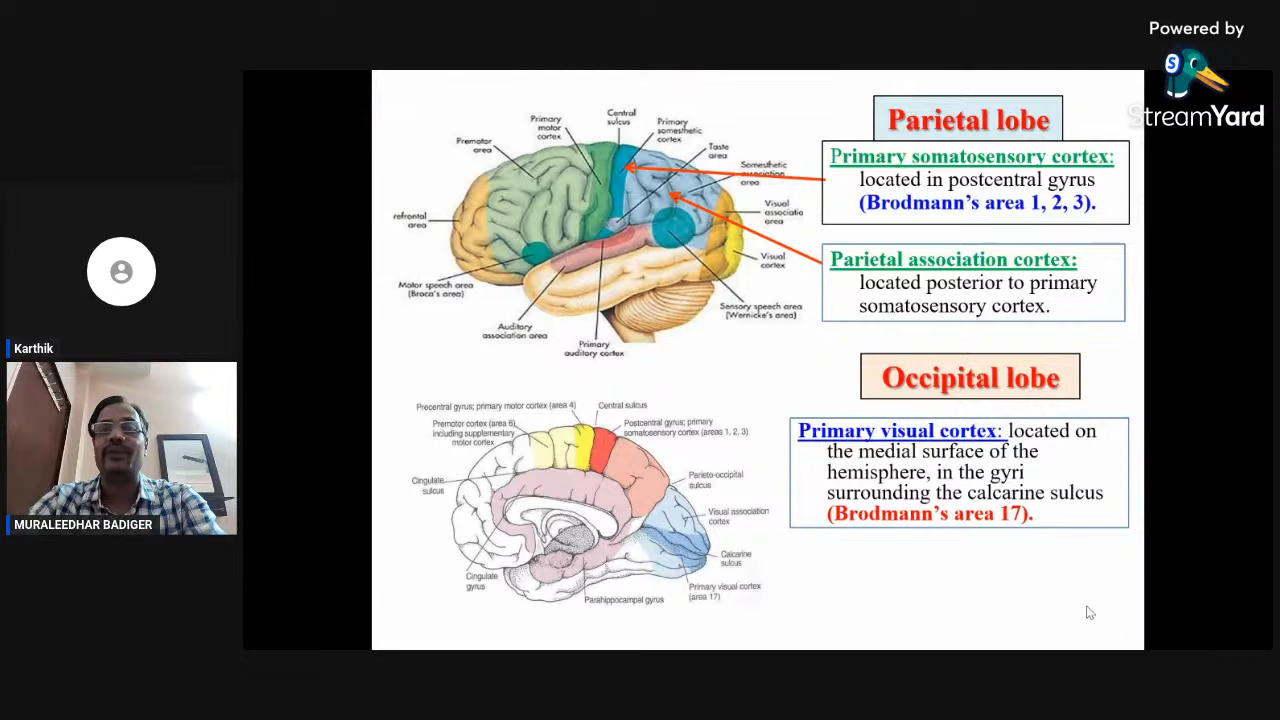 Powered by
StreamYard
Karthik
MURALEEDHAR BADIGER
Central
sulcus
Primary
motor
cortex
Primary
somesthetic
cortex
Premotor
area
Taste
area
Somesthetic
association
area
refrontal
area
Visual
associatio
area
Visual
cortex
Motor speech area
(Broca's area)
Sensory speech area
(Wernicke's area)
Auditory
association area
Primary
auditory cortex
Parietal lobe
Primary somatosensory cortex:
located in postcentral gyrus
(Brodmann's area 1, 2, 3).
Parietal association cortex:
located posterior to primary
somatosensory cortex.
Occipital lobe
Primary visual cortex: located on
the medial surface of the
hemisphere, in the gyri
surrounding the calcarine sulcus
(Brodmann's area 17).
Precentral gyrus; primary motor cortex (area 4)
Central sulcus
Premotor cortex (area 6)
including supplementary
motor cortex
Postcentral gyrus; primary
somatosensory cortex (areas 1, 2, 3)
Cingulate
sulcus
Parieto-occipital
sulcus
Visual association
cortex
Calcarine
sulcus
Cingulate
gyrus
Primary visual cortex
(area 17)
Parahippocampal gyrus